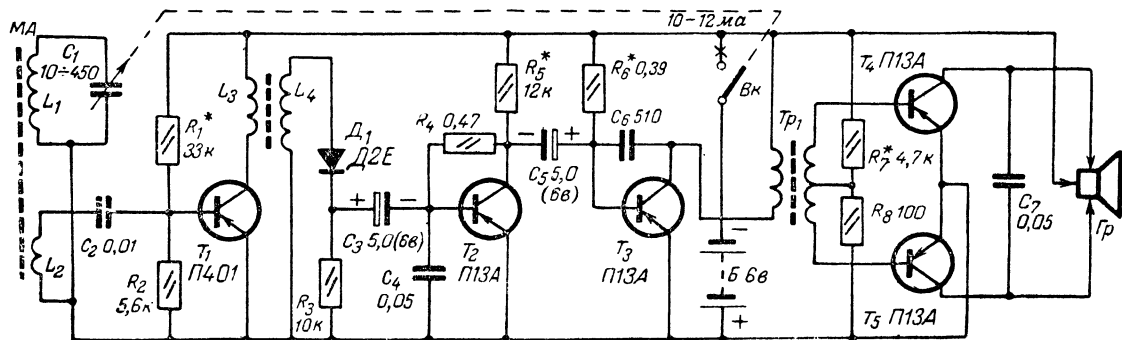 МА
C₁
10÷450
L₁
L₂
C₂ 0,01
R₁*
33к
R₂
5,6к
T₁
П401
L₃
L₄
Д₁
Д2Е
+ −
C₃ 5,0(6в)
R₃
10к
R₄ 0,47
C₄
0,05
T₂
П13А
R₅*
12к
− +
C₅ 5,0
(6в)
R₆* 0,39
C₆ 510
T₃
П13А
10-12 ма
Вк
−
Б 6в
+
Тр₁
R₇* 4,7к
R₈ 100
T₄ П13А
T₅ П13А
C₇
0,05
Гр